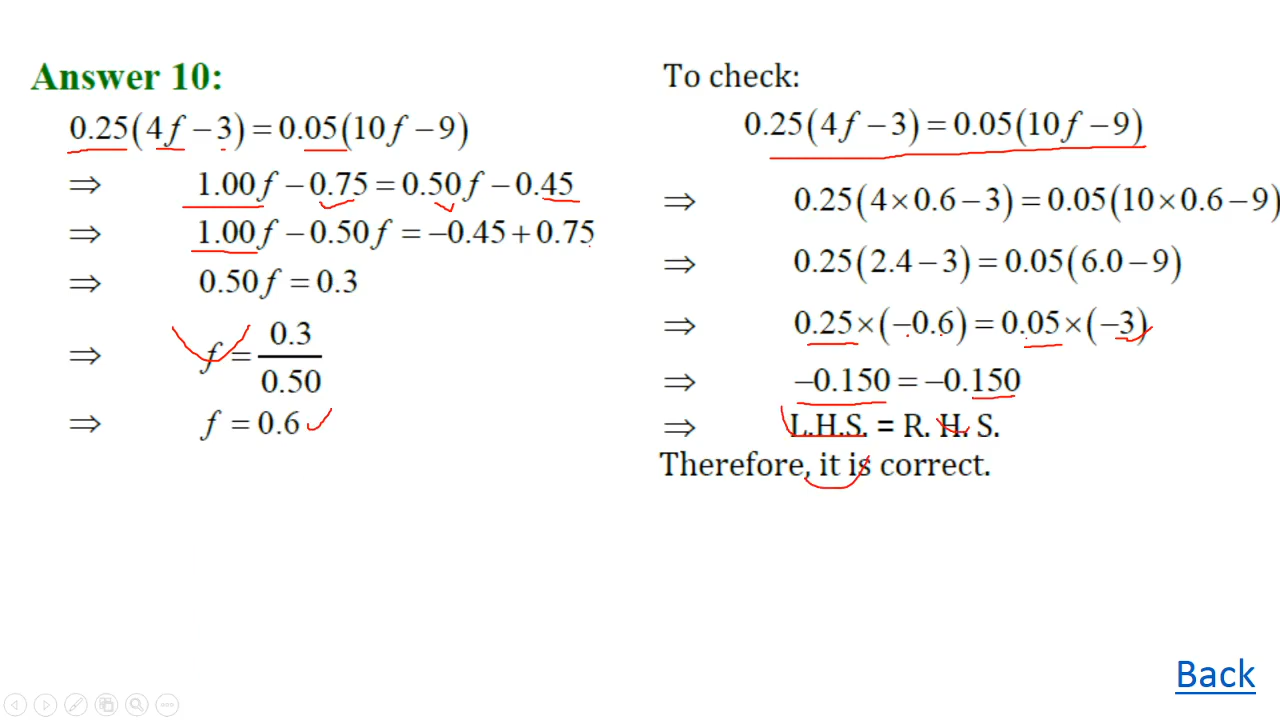 Answer 10:
0.25(4f − 3) = 0.05(10f − 9)
⇒ 1.00f − 0.75 = 0.50f − 0.45
⇒ 1.00f − 0.50f = −0.45 + 0.75
⇒ 0.50f = 0.3
⇒ f = 0.3/0.50
⇒ f = 0.6
To check:
0.25(4f − 3) = 0.05(10f − 9)
⇒ 0.25(4 × 0.6 − 3) = 0.05(10 × 0.6 − 9)
⇒ 0.25(2.4 − 3) = 0.05(6.0 − 9)
⇒ 0.25 × (−0.6) = 0.05 × (−3)
⇒ −0.150 = −0.150
⇒ L.H.S. = R. H. S.
Therefore, it is correct.
Back